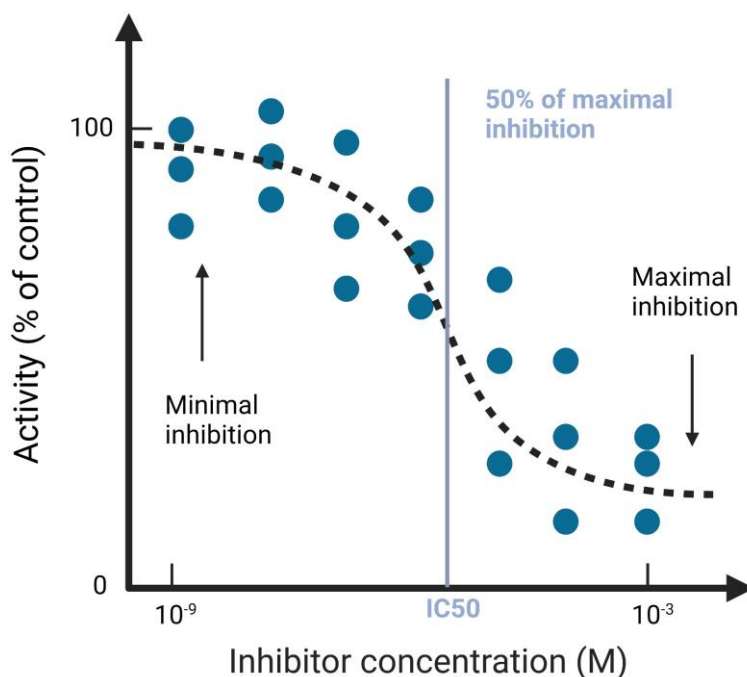 100
50% of maximal
inhibition
Activity (% of control)
Maximal
inhibition
Minimal
inhibition
0
10⁻⁹
IC50
10⁻³
Inhibitor concentration (M)